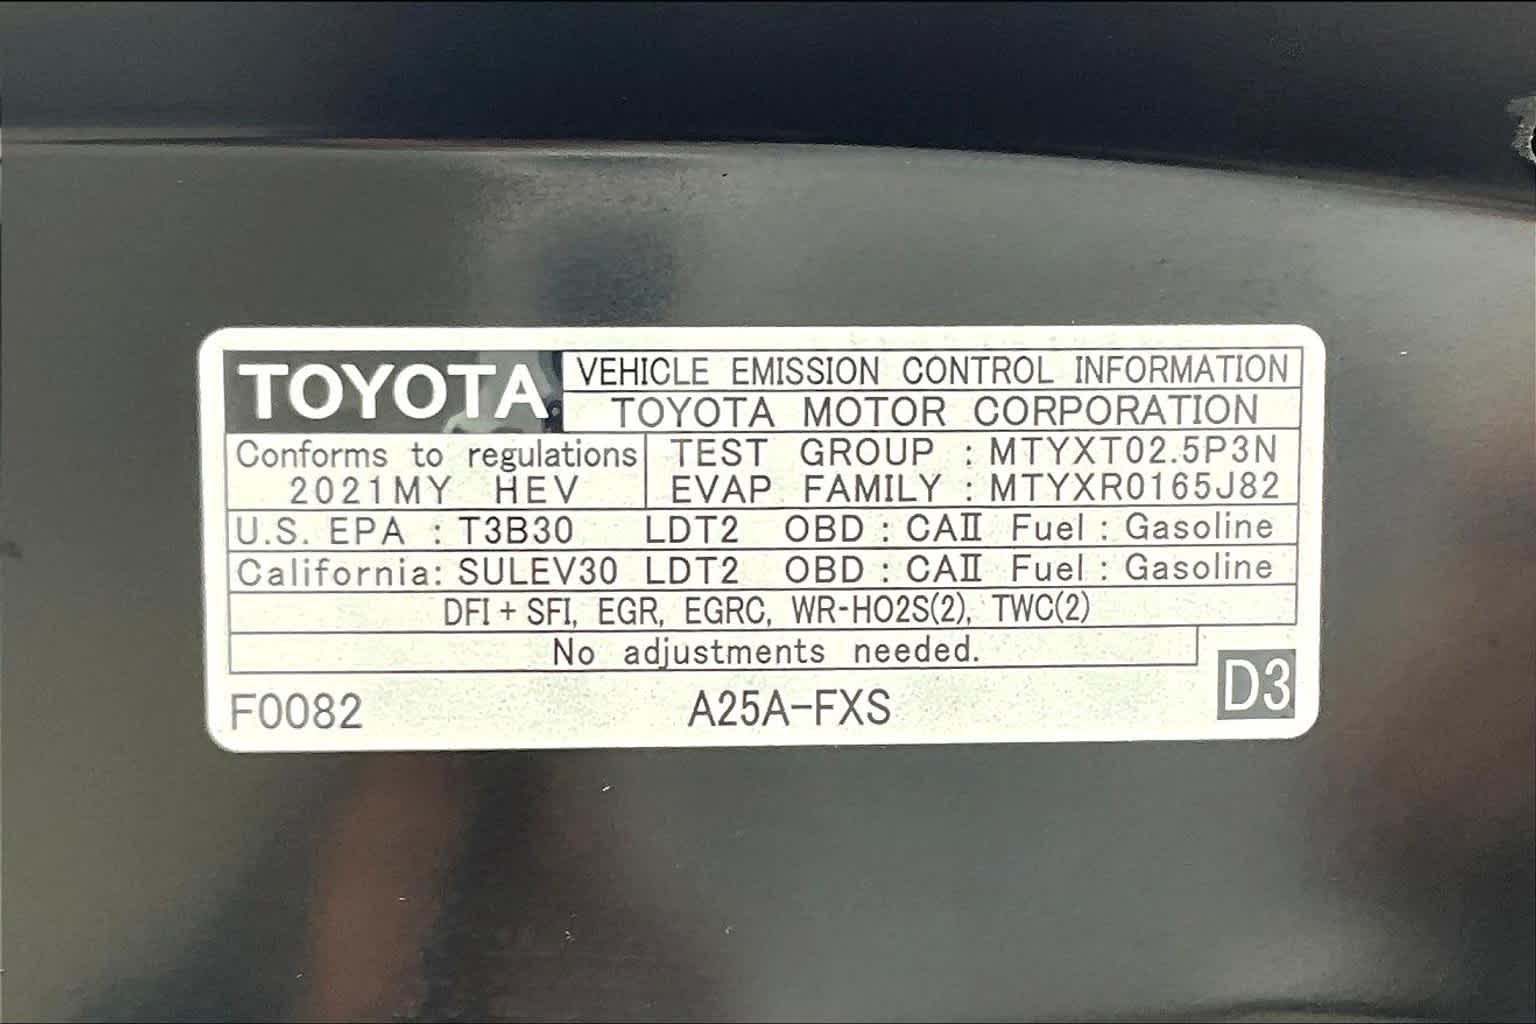 TOYOTA VEHICLE EMISSION CONTROL INFORMATION
TOYOTA MOTOR CORPORATION
Conforms to regulations TEST GROUP : MTYXT02.5P3N
2021MY HEV EVAP FAMILY : MTYXR0165J82
U.S. EPA : T3B30 LDT2 OBD : CAⅡ Fuel : Gasoline
California: SULEV30 LDT2 OBD : CAⅡ Fuel : Gasoline
DFI + SFI, EGR, EGRC, WR-HO2S(2), TWC(2)
No adjustments needed.
F0082 A25A-FXS D3